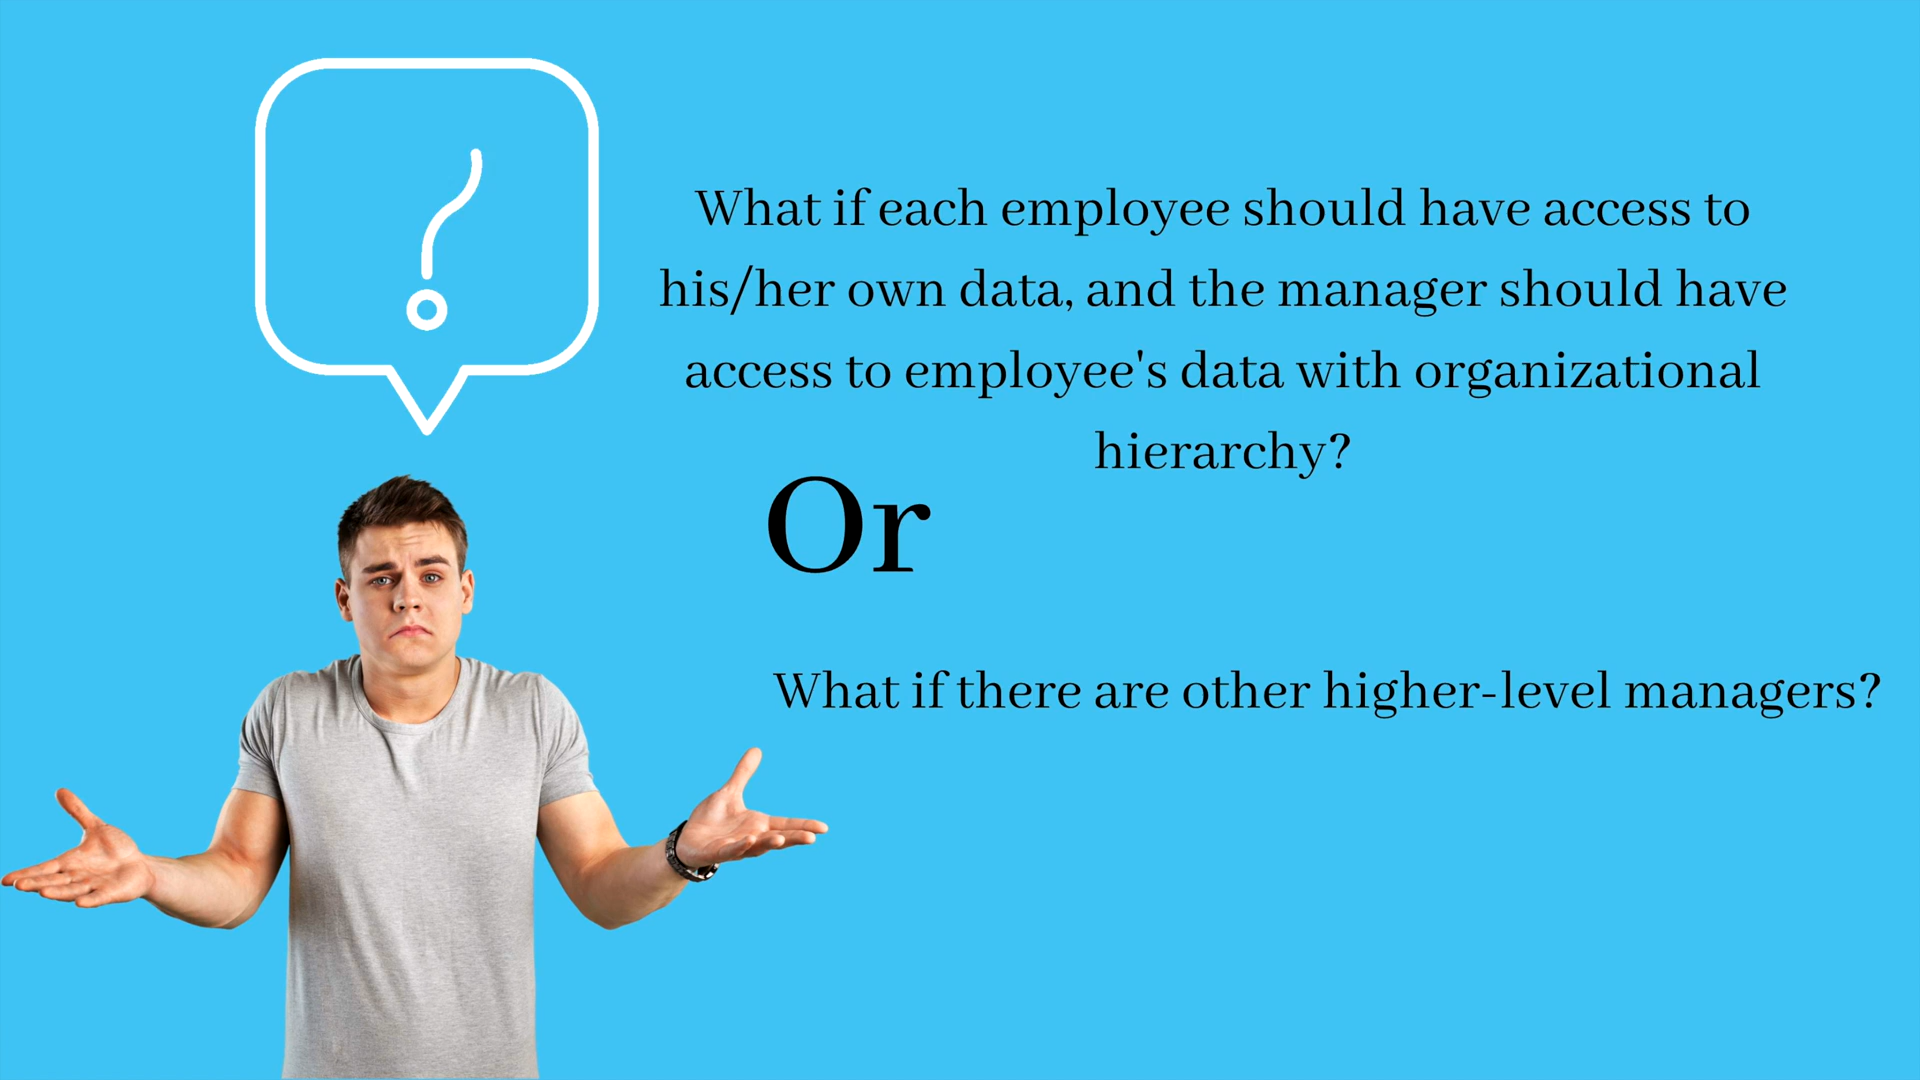 What if each employee should have access to
his/her own data, and the manager should have
access to employee's data with organizational
hierarchy?
Or
What if there are other higher-level managers?